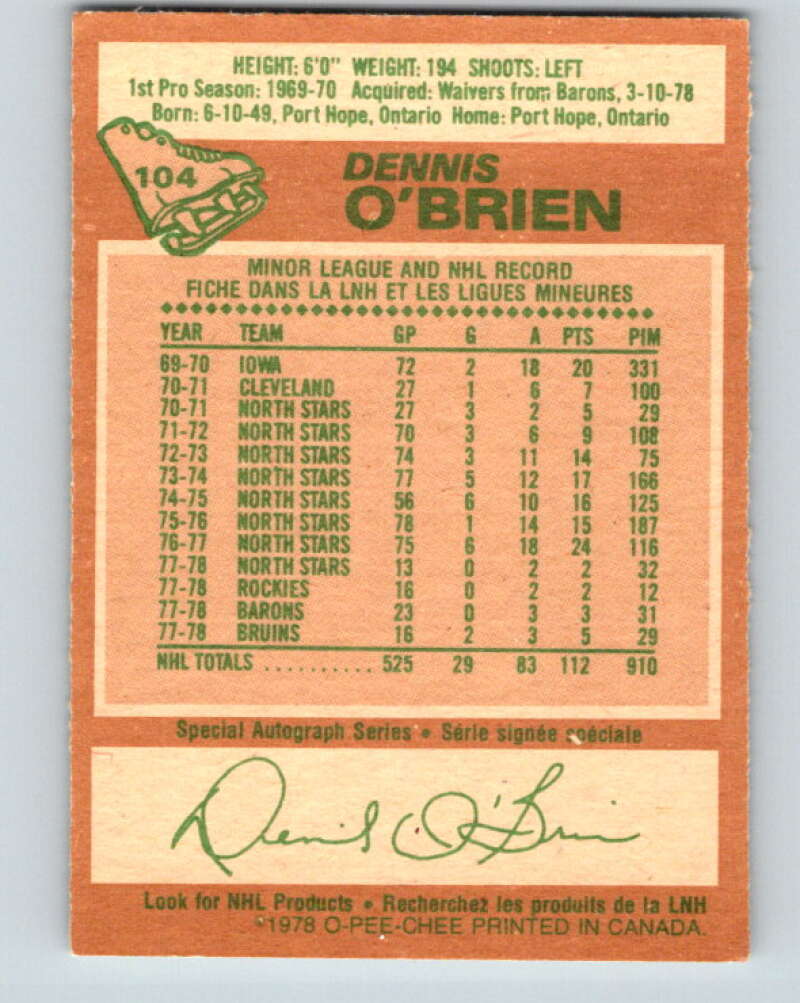 HEIGHT: 6'0" WEIGHT: 194 SHOOTS: LEFT
1st Pro Season: 1969-70 Acquired: Waivers from Barons, 3-10-78
Born: 6-10-49, Port Hope, Ontario Home: Port Hope, Ontario
104
DENNIS
O'BRIEN
MINOR LEAGUE AND NHL RECORD
FICHE DANS LA LNH ET LES LIGUES MINEURES
YEAR TEAM GP G A PTS PIM
69-70 IOWA 72 2 18 20 331
70-71 CLEVELAND 27 1 6 7 100
70-71 NORTH STARS 27 3 2 5 29
71-72 NORTH STARS 70 3 6 9 108
72-73 NORTH STARS 74 3 11 14 75
73-74 NORTH STARS 77 5 12 17 166
74-75 NORTH STARS 56 6 10 16 125
75-76 NORTH STARS 78 1 14 15 187
76-77 NORTH STARS 75 6 18 24 116
77-78 NORTH STARS 13 0 2 2 32
77-78 ROCKIES 16 0 2 2 12
77-78 BARONS 23 0 3 3 31
77-78 BRUINS 16 2 3 5 29
NHL TOTALS .......... 525 29 83 112 910
Special Autograph Series • Série signée spéciale
Dennis O'Brien
Look for NHL Products • Recherchez les produits de la LNH
*1978 O-PEE-CHEE PRINTED IN CANADA.